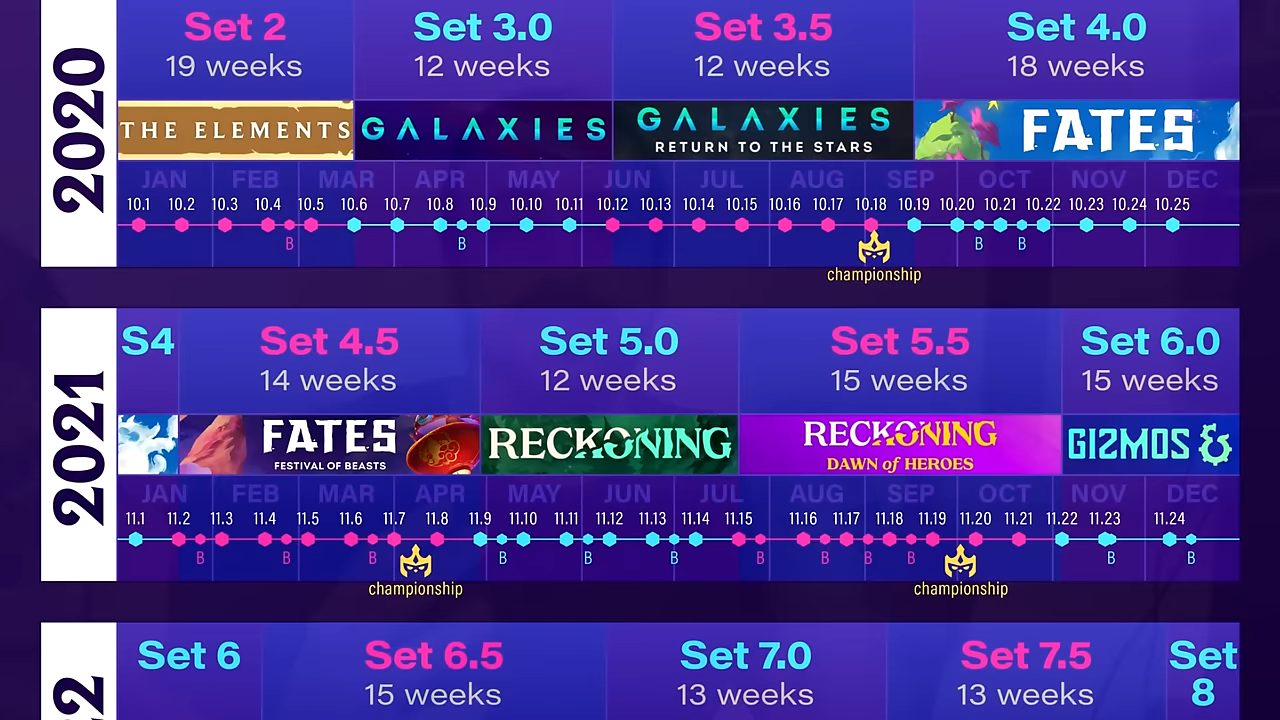 2020
Set 2
19 weeks
Set 3.0
12 weeks
Set 3.5
12 weeks
Set 4.0
18 weeks
THE ELEMENTS
GALAXIES
GALAXIES
RETURN TO THE STARS
FATES
JAN FEB MAR APR MAY JUN JUL AUG SEP OCT NOV DEC
10.1 10.2 10.3 10.4 10.5 10.6 10.7 10.8 10.9 10.10 10.11 10.12 10.13 10.14 10.15 10.16 10.17 10.18 10.19 10.20 10.21 10.22 10.23 10.24 10.25
B B B B
championship
2021
S4
Set 4.5
14 weeks
Set 5.0
12 weeks
Set 5.5
15 weeks
Set 6.0
15 weeks
FATES
FESTIVAL OF BEASTS
RECKONING
RECKONING
DAWN of HEROES
GIZMOS &
JAN FEB MAR APR MAY JUN JUL AUG SEP OCT NOV DEC
11.1 11.2 11.3 11.4 11.5 11.6 11.7 11.8 11.9 11.10 11.11 11.12 11.13 11.14 11.15 11.16 11.17 11.18 11.19 11.20 11.21 11.22 11.23 11.24
B B B B B B B B B B B B
championship championship
2
Set 6
Set 6.5
15 weeks
Set 7.0
13 weeks
Set 7.5
13 weeks
Set
8